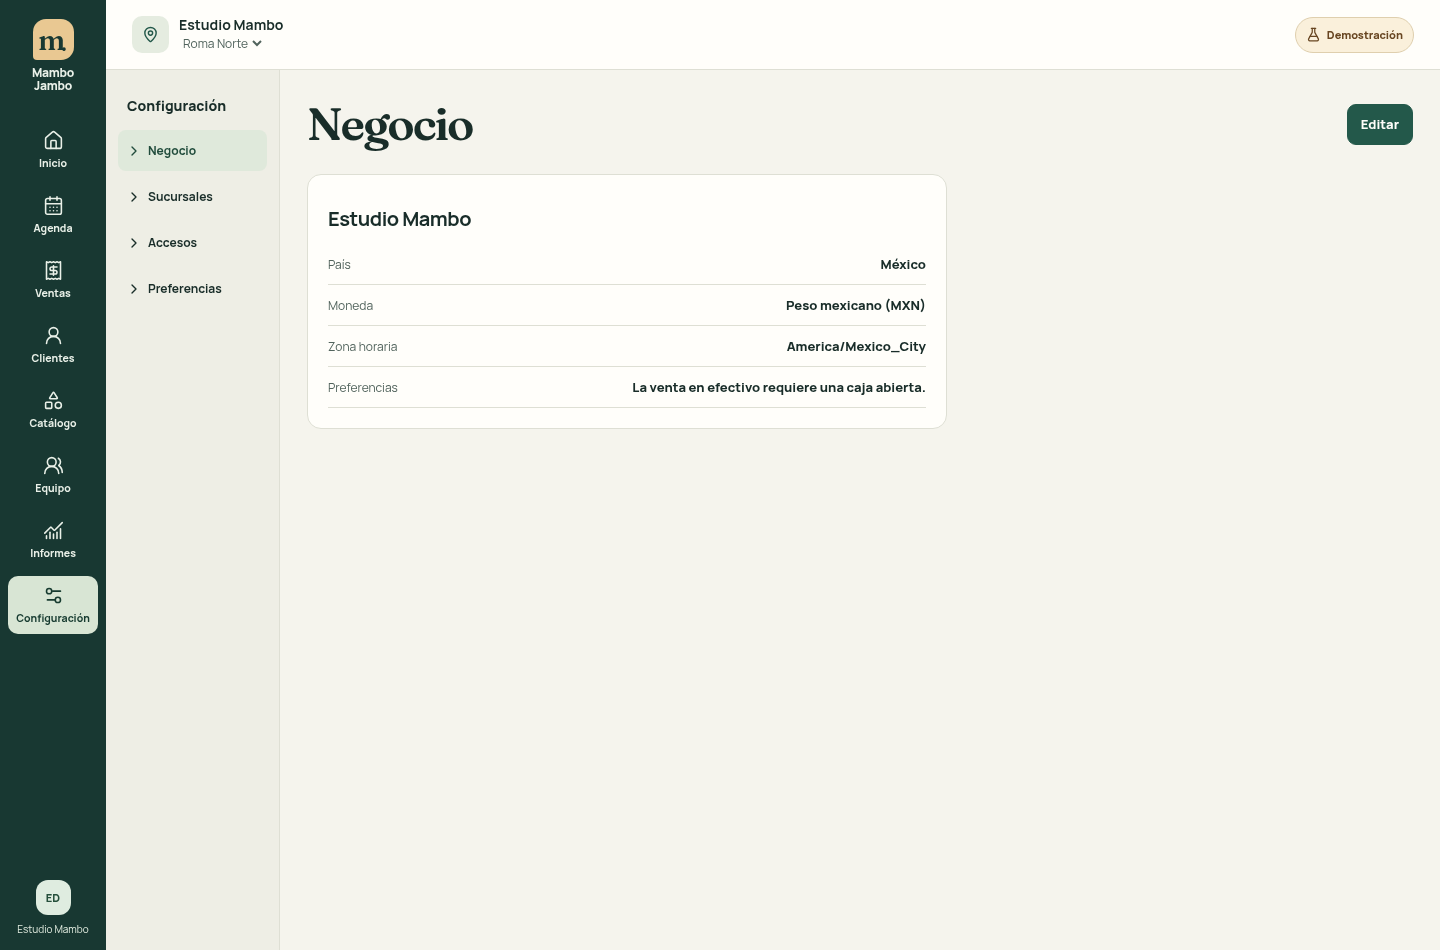 m.
Mambo
Jambo
Inicio
Agenda
Ventas
Clientes
Catálogo
Equipo
Informes
Configuración
ED
Estudio Mambo
Estudio Mambo
Roma Norte
Demostración
Configuración
Negocio
Sucursales
Accesos
Preferencias
Negocio
Editar
Estudio Mambo
País México
Moneda Peso mexicano (MXN)
Zona horaria America/Mexico_City
Preferencias La venta en efectivo requiere una caja abierta.